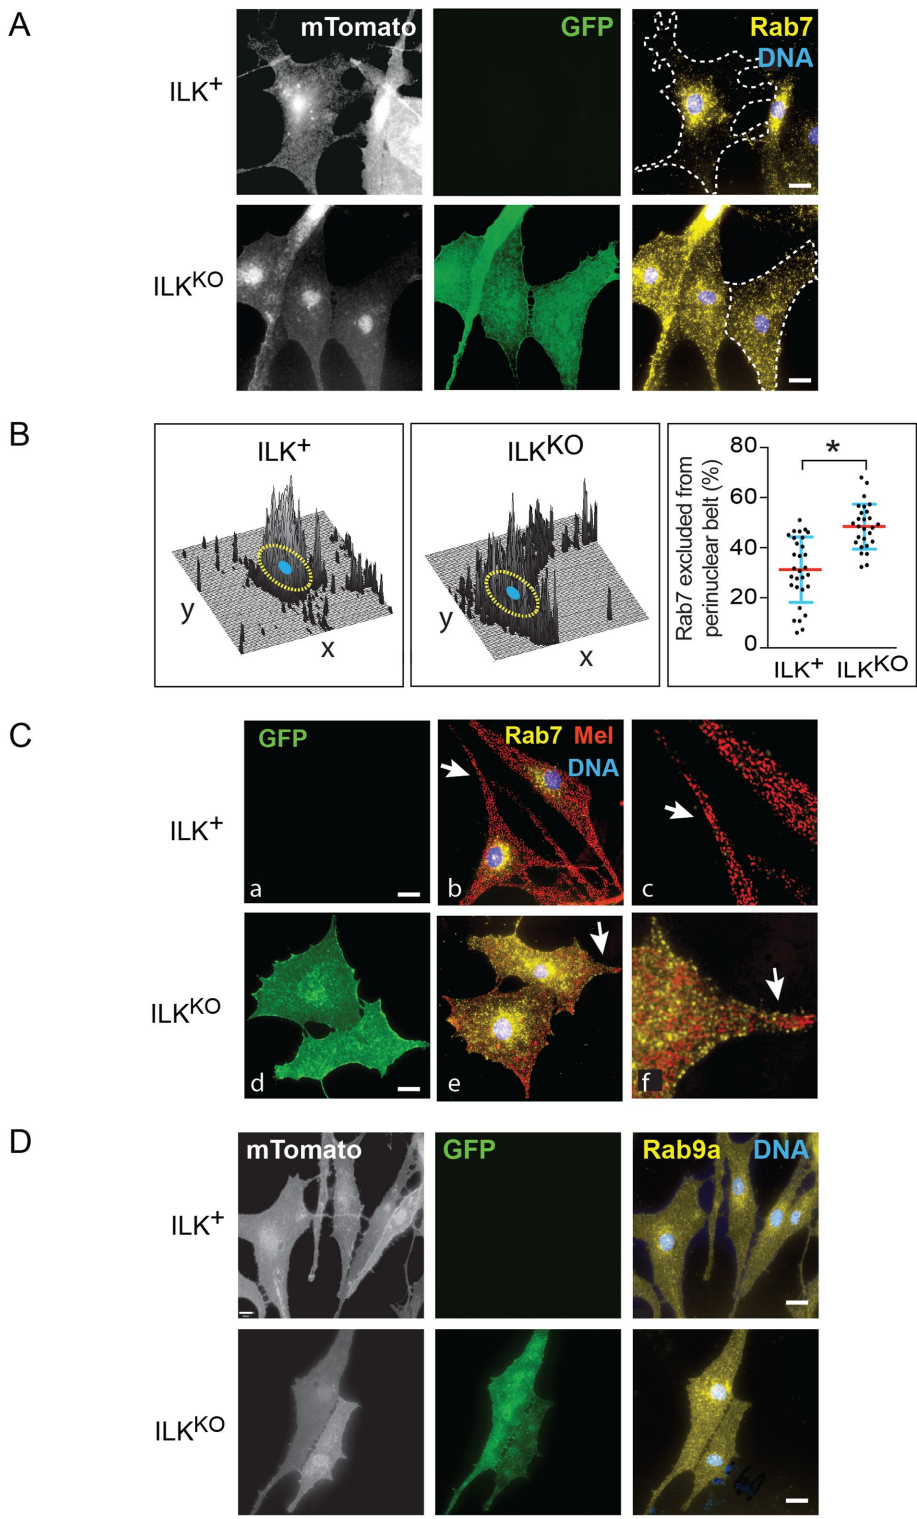 A
mTomato
GFP
Rab7
DNA
ILK+
ILKKO
B
ILK+
y
x
ILKKO
y
x
Rab7 excluded from
perinuclear belt (%)
80
60
40
20
0
*
ILK+
ILKKO
C
GFP
Rab7 Mel
DNA
ILK+
a
b
c
ILKKO
d
e
f
D
mTomato
GFP
Rab9a DNA
ILK+
ILKKO